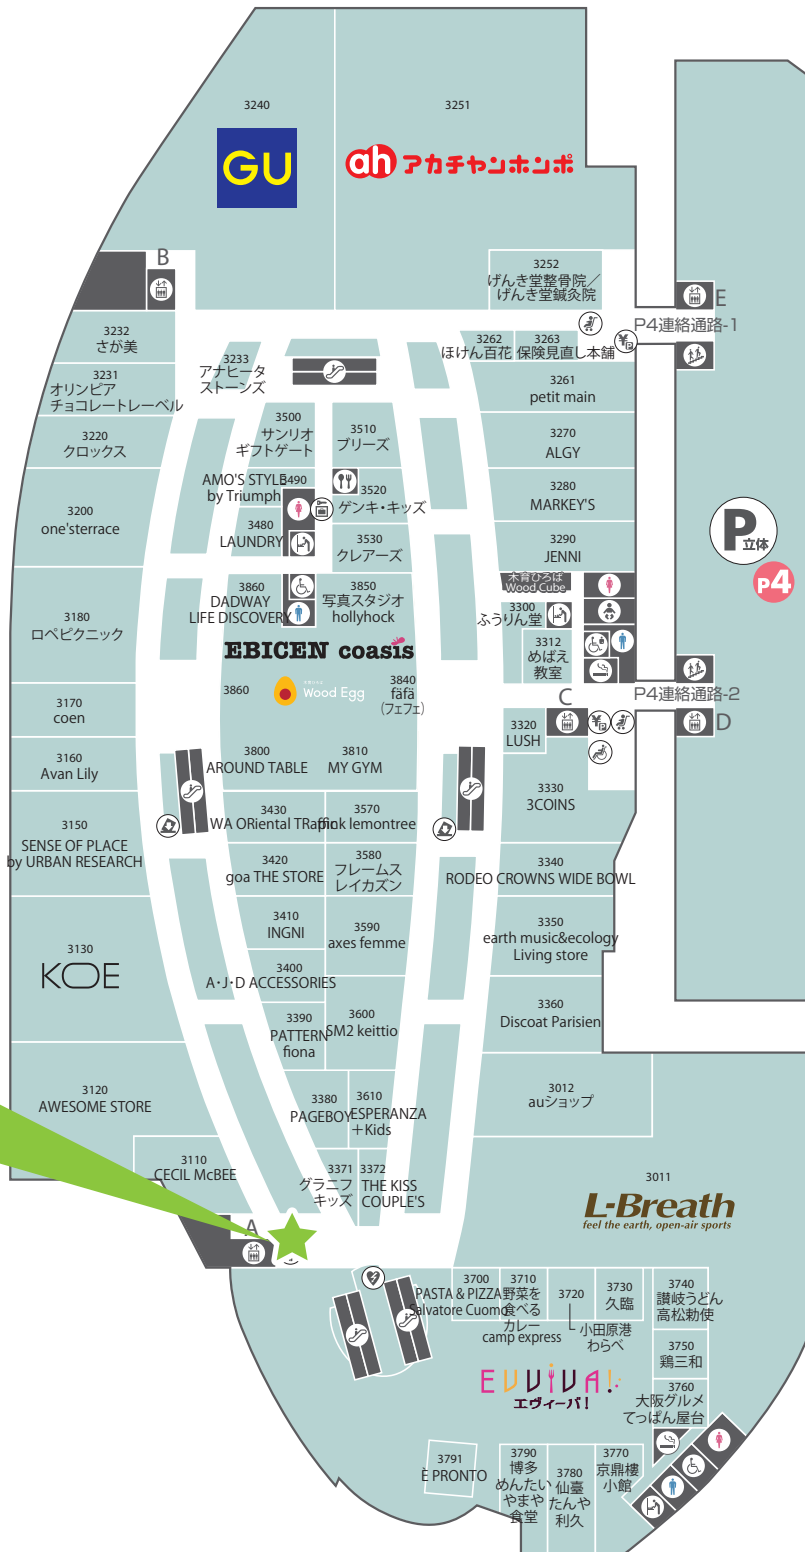 3240
GU
3251
ah アカチャンホンポ
B
3252
げんき堂整骨院／
げんき堂鍼灸院
E
P4連絡通路-1
3232
さが美
3233
アナヒータ
ストーンズ
3262
ほけん百花
3263
保険見直し本舗
3231
オリンピア
チョコレートレーベル
3261
petit main
3220
クロックス
3500
サンリオ
ギフトゲート
3510
ブリーズ
3270
ALGY
3200
one'sterrace
3490
AMO'S STYLE
by Triumph
3520
ゲンキ・キッズ
3280
MARKEY'S
3480
LAUNDRY
3530
クレアーズ
3290
JENNI
P
立体
P4
3180
ロペピクニック
3860
DADWAY
LIFE DISCOVERY
3850
写真スタジオ
hollyhock
木育ひろば
Wood Cube
3300
ふうりん堂
3312
めばえ
教室
EBICEN coasis
3860
Wood Egg
3840
fäfä
(フェフェ)
3170
coen
C
P4連絡通路-2
D
3320
LUSH
3160
Avan Lily
3800
AROUND TABLE
3810
MY GYM
3330
3COINS
3150
SENSE OF PLACE
by URBAN RESEARCH
3430
WA ORiental TRaffic
3570
pink lemontree
3420
goa THE STORE
3580
フレームス
レイカズン
3340
RODEO CROWNS WIDE BOWL
3410
INGNI
3590
axes femme
3350
earth music&ecology
Living store
3130
KOE
3400
A・J・D ACCESSORIES
3390
PATTERN
fiona
3600
SM2 keittio
3360
Discoat Parisien
3120
AWESOME STORE
3380
PAGEBOY
3610
ESPERANZA
＋Kids
3012
auショップ
3110
CECIL McBEE
3371
グラニフ
キッズ
3372
THE KISS
COUPLE'S
3011
L-Breath
feel the earth, open-air sports
A
3700
PASTA & PIZZA
Salvatore Cuomo
3710
野菜を
食べる
カレー
camp express
3720
小田原港
わらべ
3730
久臨
3740
讃岐うどん
高松勅使
3750
鶏三和
3760
大阪グルメ
てっぱん屋台
EVVIVA!
エヴィーバ！
3791
È PRONTO
3790
博多
めんたい
やまや
食堂
3780
仙臺
たんや
利久
3770
京鼎樓
小館